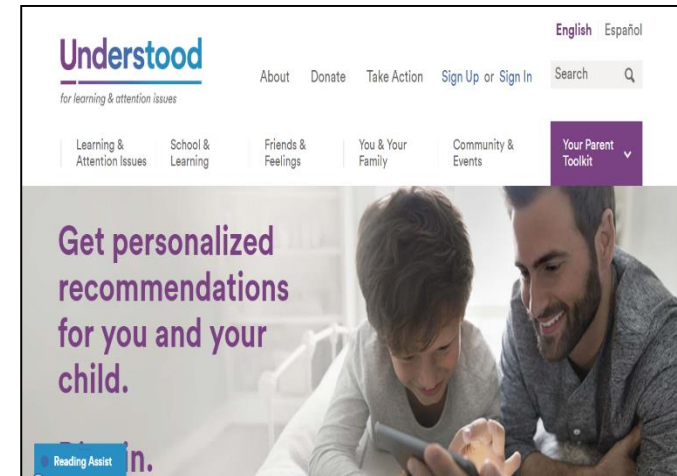 English Español
Understood
for learning & attention issues
About Donate Take Action Sign Up or Sign In Search
Learning &
Attention Issues
School &
Learning
Friends &
Feelings
You & Your
Family
Community &
Events
Your Parent
Toolkit
Get personalized
recommendations
for you and your
child.
in.
Reading Assist